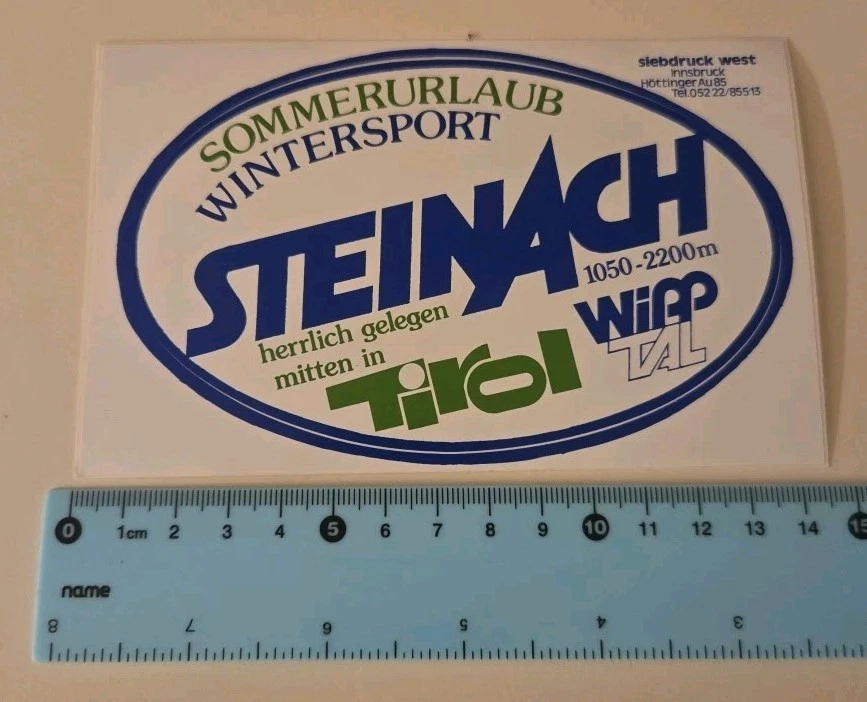 siebdruck west
Innsbruck
Höttinger Au 85
Tel. 052 22/85513
SOMMERURLAUB
WINTERSPORT
STEINACH
1050-2200m
herrlich gelegen
mitten in
Tirol
Wipp
TAL
0 1cm 2 3 4 5 6 7 8 9 10 11 12 13 14 15
name
8 7 6 5 4 3